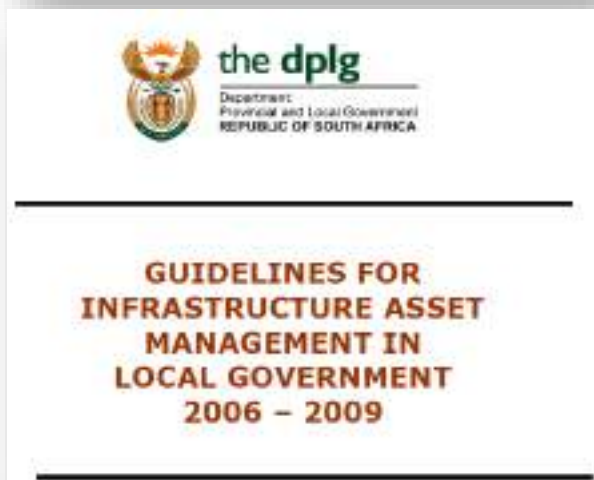 the dplg
Department:
Provincial and Local Government
REPUBLIC OF SOUTH AFRICA
GUIDELINES FOR
INFRASTRUCTURE ASSET
MANAGEMENT IN
LOCAL GOVERNMENT
2006 – 2009